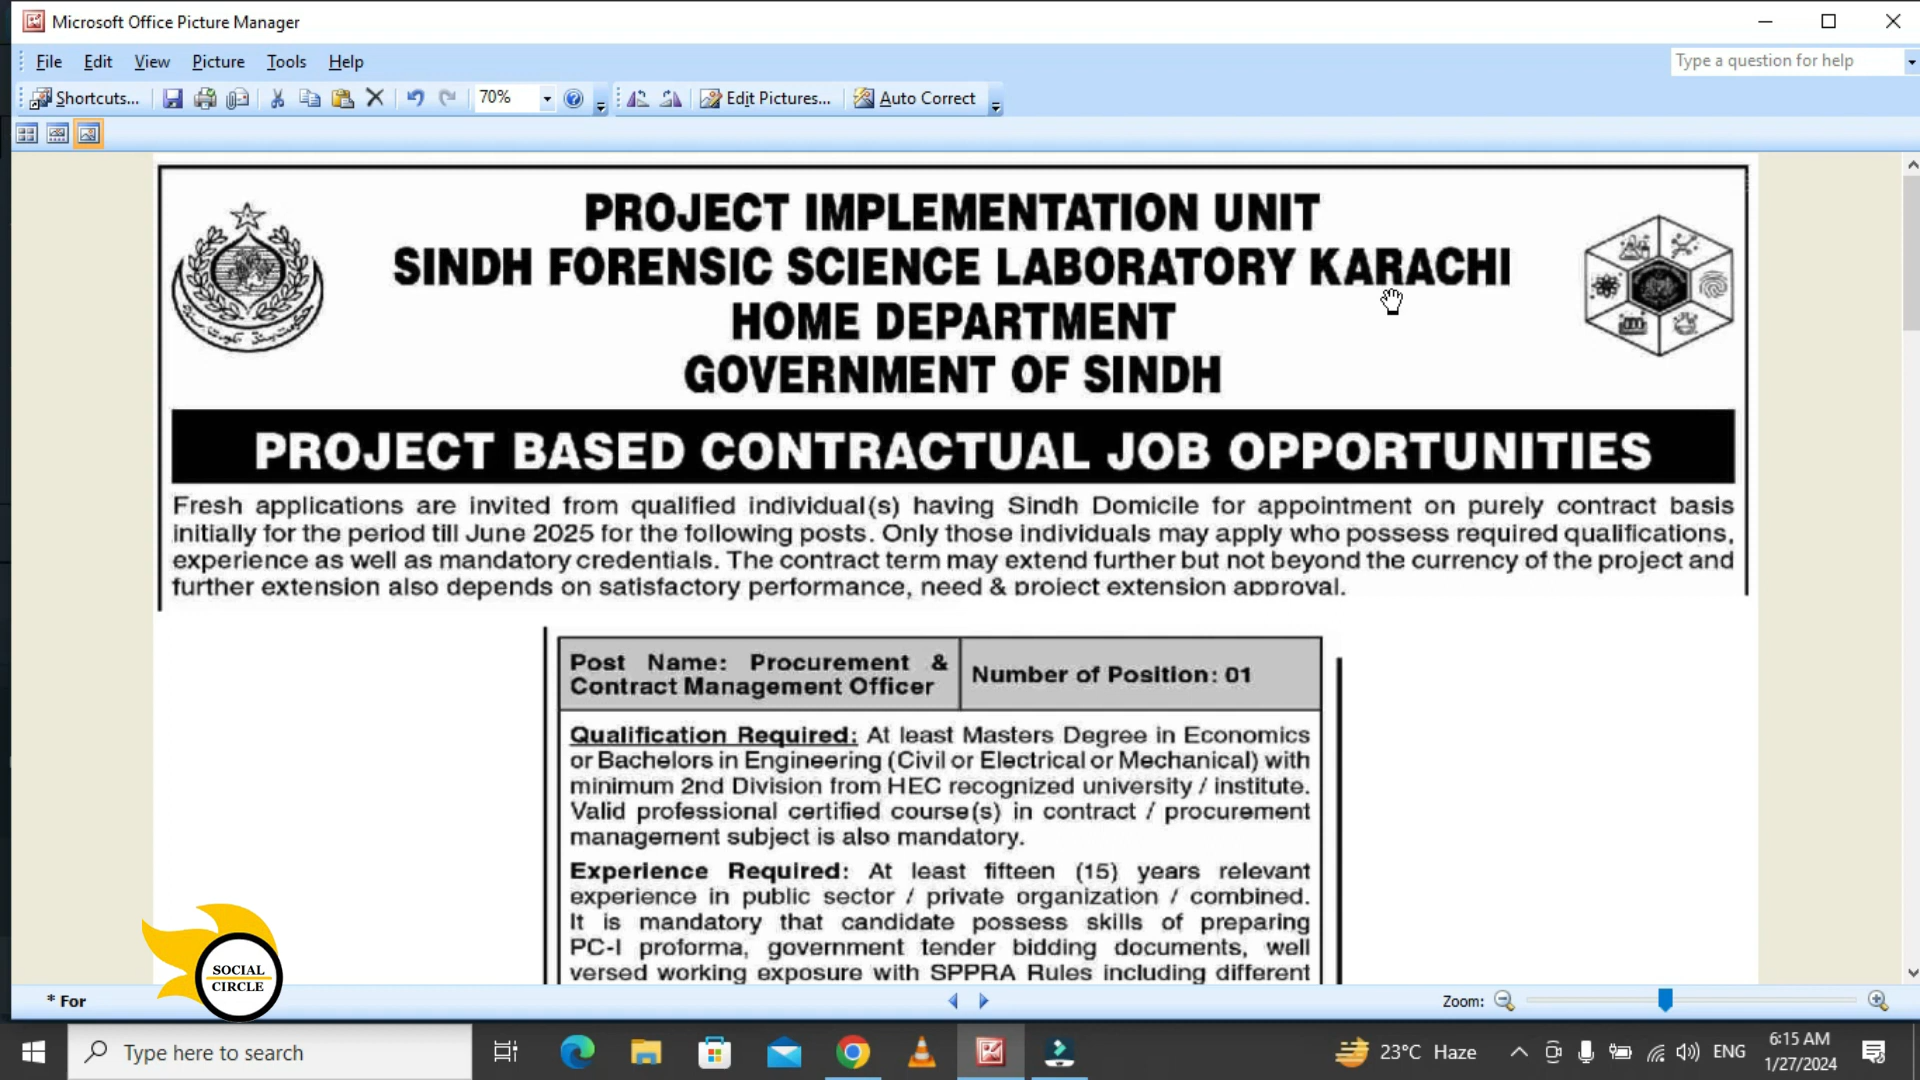 Microsoft Office Picture Manager
File Edit View Picture Tools Help
Type a question for help
Shortcuts...
70%
Edit Pictures...
Auto Correct
PROJECT IMPLEMENTATION UNIT
SINDH FORENSIC SCIENCE LABORATORY KARACHI
HOME DEPARTMENT
GOVERNMENT OF SINDH
PROJECT BASED CONTRACTUAL JOB OPPORTUNITIES
Fresh applications are invited from qualified individual(s) having Sindh Domicile for appointment on purely contract basis
initially for the period till June 2025 for the following posts. Only those individuals may apply who possess required qualifications,
experience as well as mandatory credentials. The contract term may extend further but not beyond the currency of the project and
further extension also depends on satisfactory performance, need & project extension approval.
Post Name: Procurement &
Contract Management Officer
Number of Position: 01
Qualification Required: At least Masters Degree in Economics
or Bachelors in Engineering (Civil or Electrical or Mechanical) with
minimum 2nd Division from HEC recognized university / institute.
Valid professional certified course(s) in contract / procurement
management subject is also mandatory.
Experience Required: At least fifteen (15) years relevant
experience in public sector / private organization / combined.
It is mandatory that candidate possess skills of preparing
PC-I proforma, government tender bidding documents, well
versed working exposure with SPPRA Rules including different
SOCIAL
CIRCLE
* For
Zoom:
Type here to search
23°C Haze
ENG
6:15 AM
1/27/2024